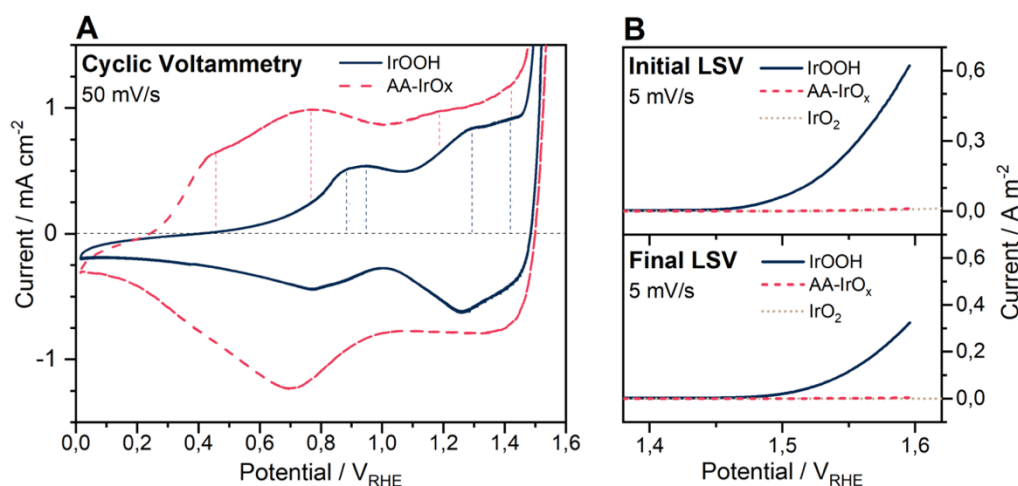 A
Cyclic Voltammetry
50 mV/s
IrOOH
AA-IrOx
Current / mA cm⁻²
1
0
-1
0,0 0,2 0,4 0,6 0,8 1,0 1,2 1,4 1,6
Potential / V_RHE
B
Initial LSV
5 mV/s
IrOOH
AA-IrOₓ
IrO₂
0,6
0,3
0,0
Final LSV
5 mV/s
IrOOH
AA-IrOₓ
IrO₂
0,6
0,4
0,2
0,0
Current / A m⁻²
1,4 1,5 1,6
Potential / V_RHE